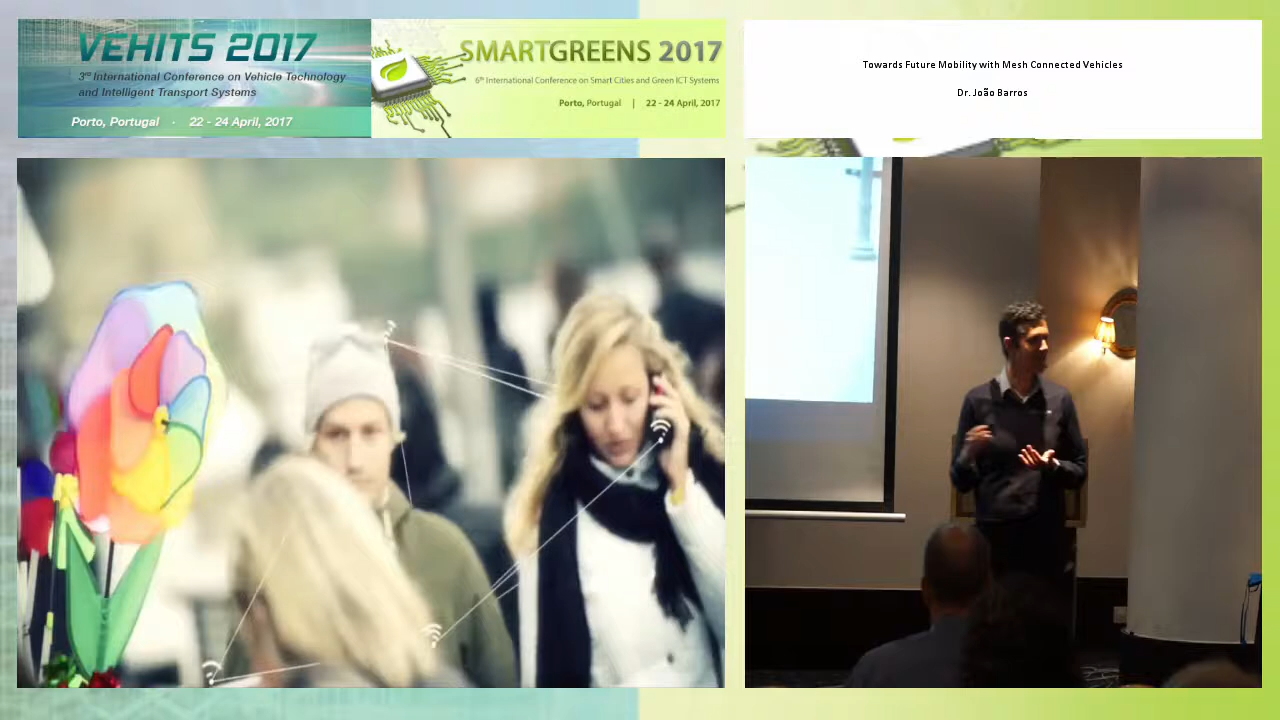 VEHITS 2017
3rd International Conference on Vehicle Technology
and Intelligent Transport Systems
Porto, Portugal · 22 - 24 April, 2017
SMARTGREENS 2017
6th International Conference on Smart Cities and Green ICT Systems
Porto, Portugal | 22 - 24 April, 2017
Towards Future Mobility with Mesh Connected Vehicles
Dr. João Barros